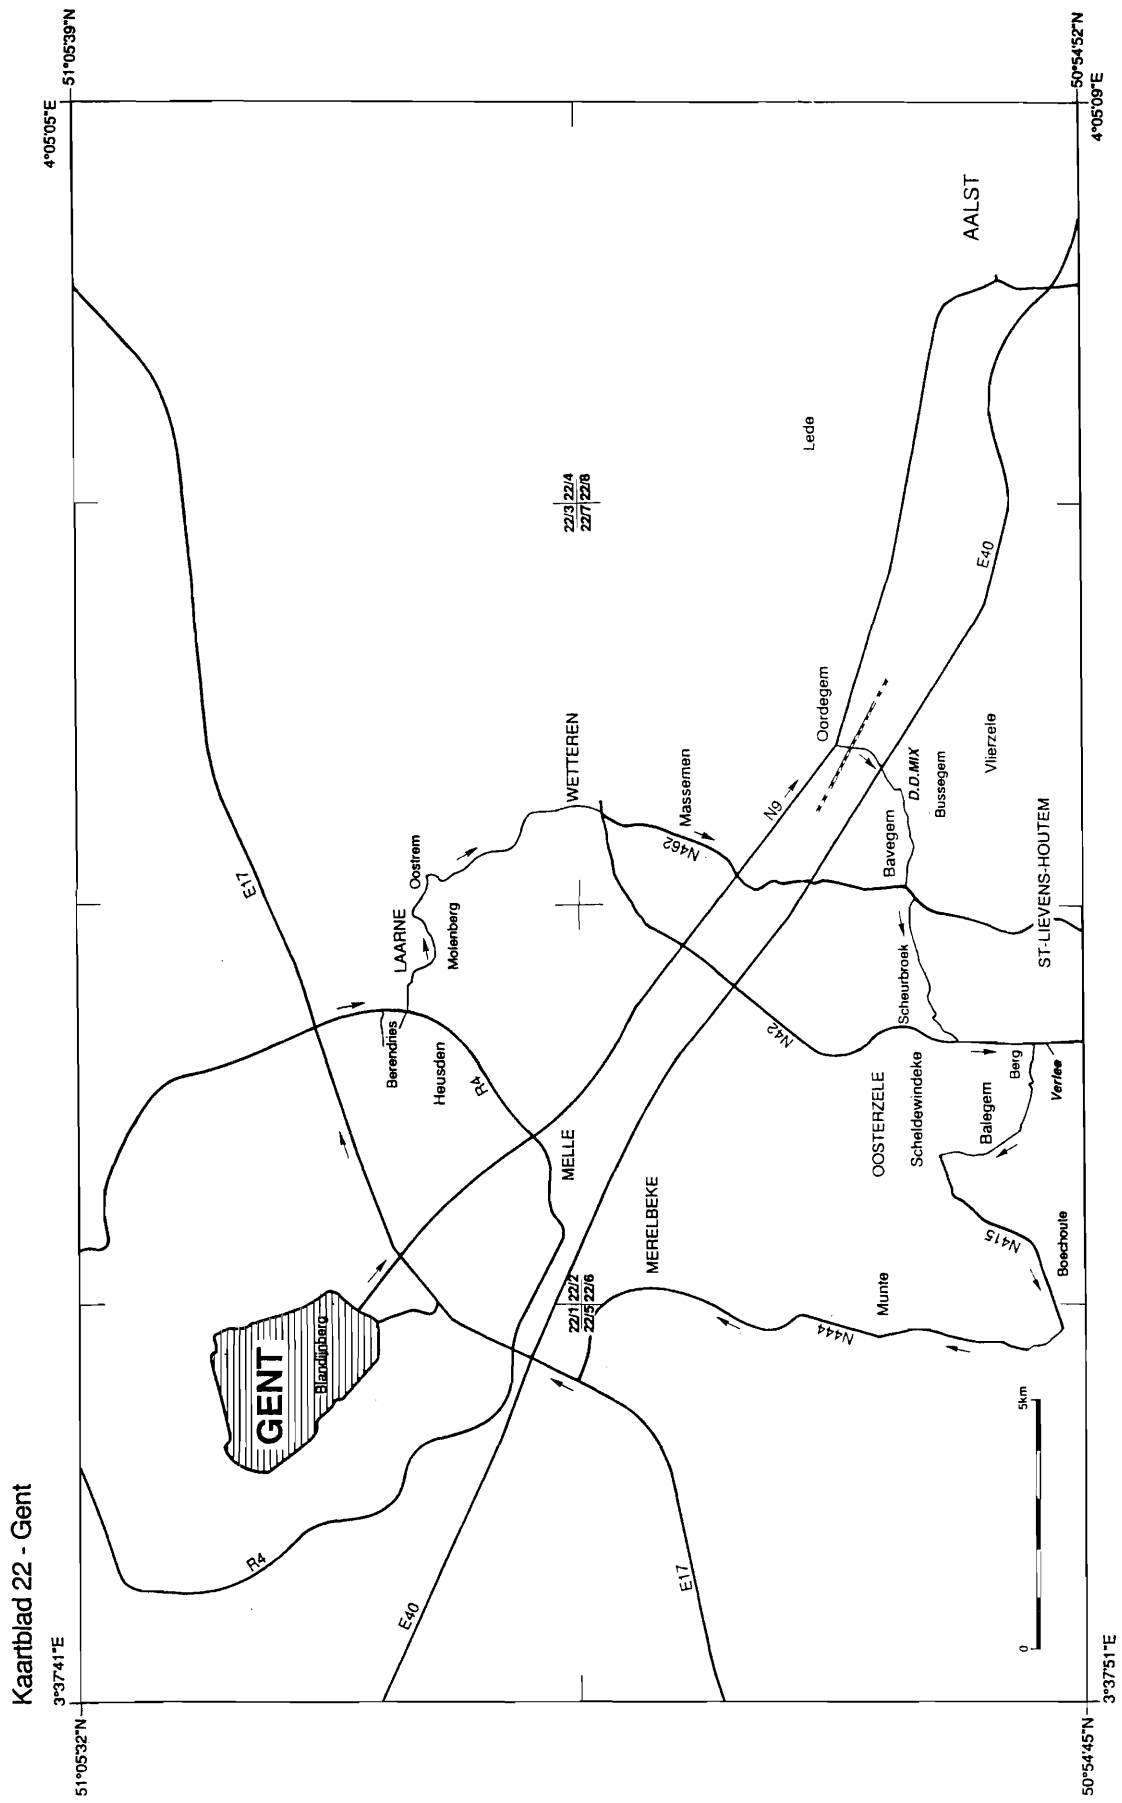 Kaartblad 22 - Gent
3°37'41"E
4°05'05"E
51°05'32"N
51°05'39"N
R4
GENT
Blandijnberg
E17
Berendries
LAARNE
Oostrem
Heusden
Molenberg
R4
E40
MELLE
WETTEREN
22/1 22/2
22/5 22/6
22/3 22/4
22/7 22/8
MERELBEKE
E17
N462
Massemen
N42
N9
Oordegem
Lede
N444
Munte
OOSTERZELE
Scheldewindeke
Scheurbroek
Bavegem
D.D.MIX
Bussegem
Vlierzele
E40
AALST
N415
Balegem
Berg
Boechoute
Verlee
ST-LIEVENS-HOUTEM
0
5km
50°54'45"N
50°54'52"N
3°37'51"E
4°05'09"E